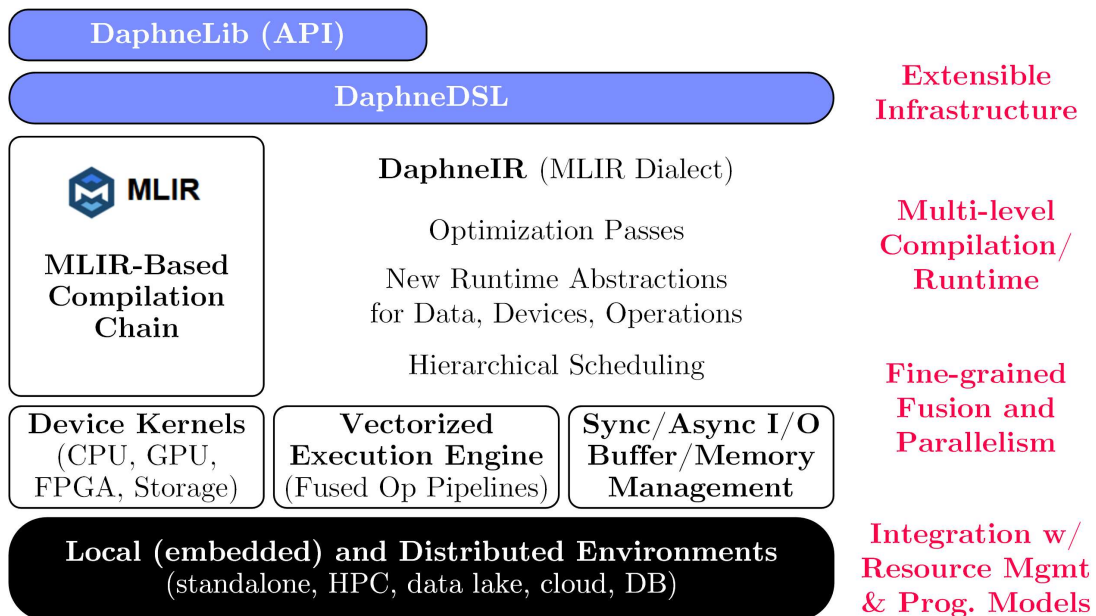 DaphneLib (API)
DaphneDSL
Extensible
Infrastructure
MLIR
MLIR-Based
Compilation
Chain
DaphneIR (MLIR Dialect)
Optimization Passes
New Runtime Abstractions
for Data, Devices, Operations
Hierarchical Scheduling
Multi-level
Compilation/
Runtime
Device Kernels
(CPU, GPU,
FPGA, Storage)
Vectorized
Execution Engine
(Fused Op Pipelines)
Sync/Async I/O
Buffer/Memory
Management
Fine-grained
Fusion and
Parallelism
Local (embedded) and Distributed Environments
(standalone, HPC, data lake, cloud, DB)
Integration w/
Resource Mgmt
& Prog. Models